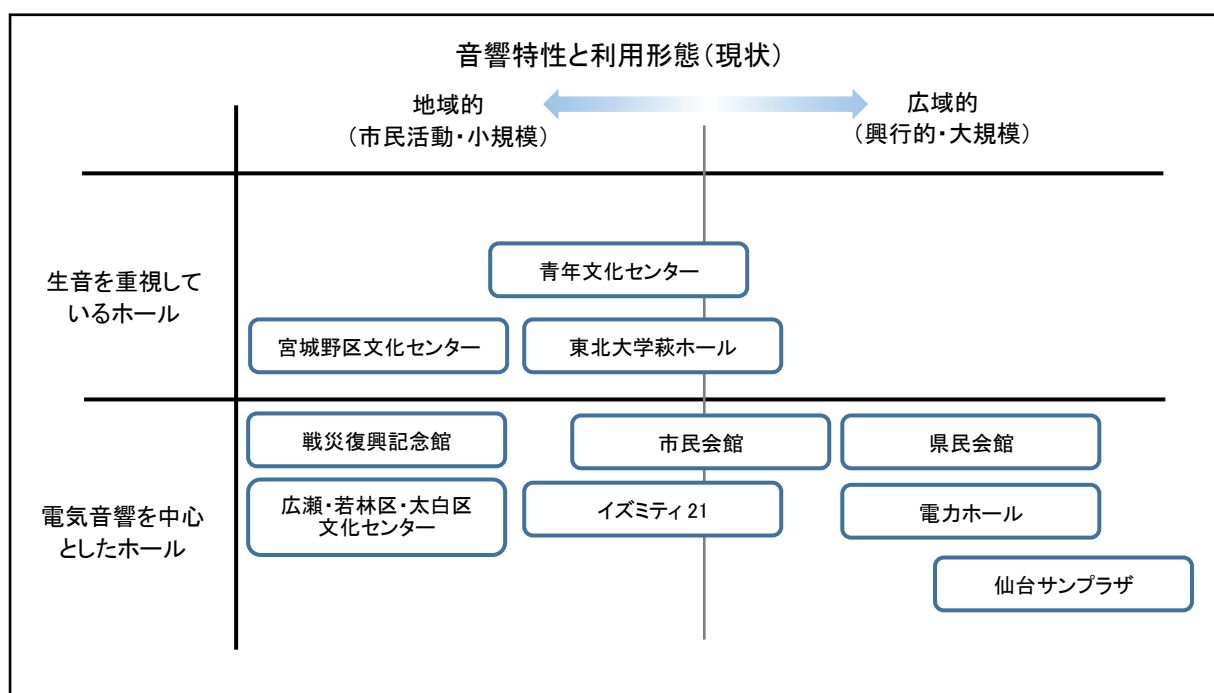 音響特性と利用形態(現状)
地域的
(市民活動・小規模)
広域的
(興行的・大規模)
生音を重視して
いるホール
青年文化センター
宮城野区文化センター
東北大学萩ホール
電気音響を中心
としたホール
戦災復興記念館
市民会館
県民会館
広瀬・若林区・太白区
文化センター
イズミティ21
電力ホール
仙台サンプラザ